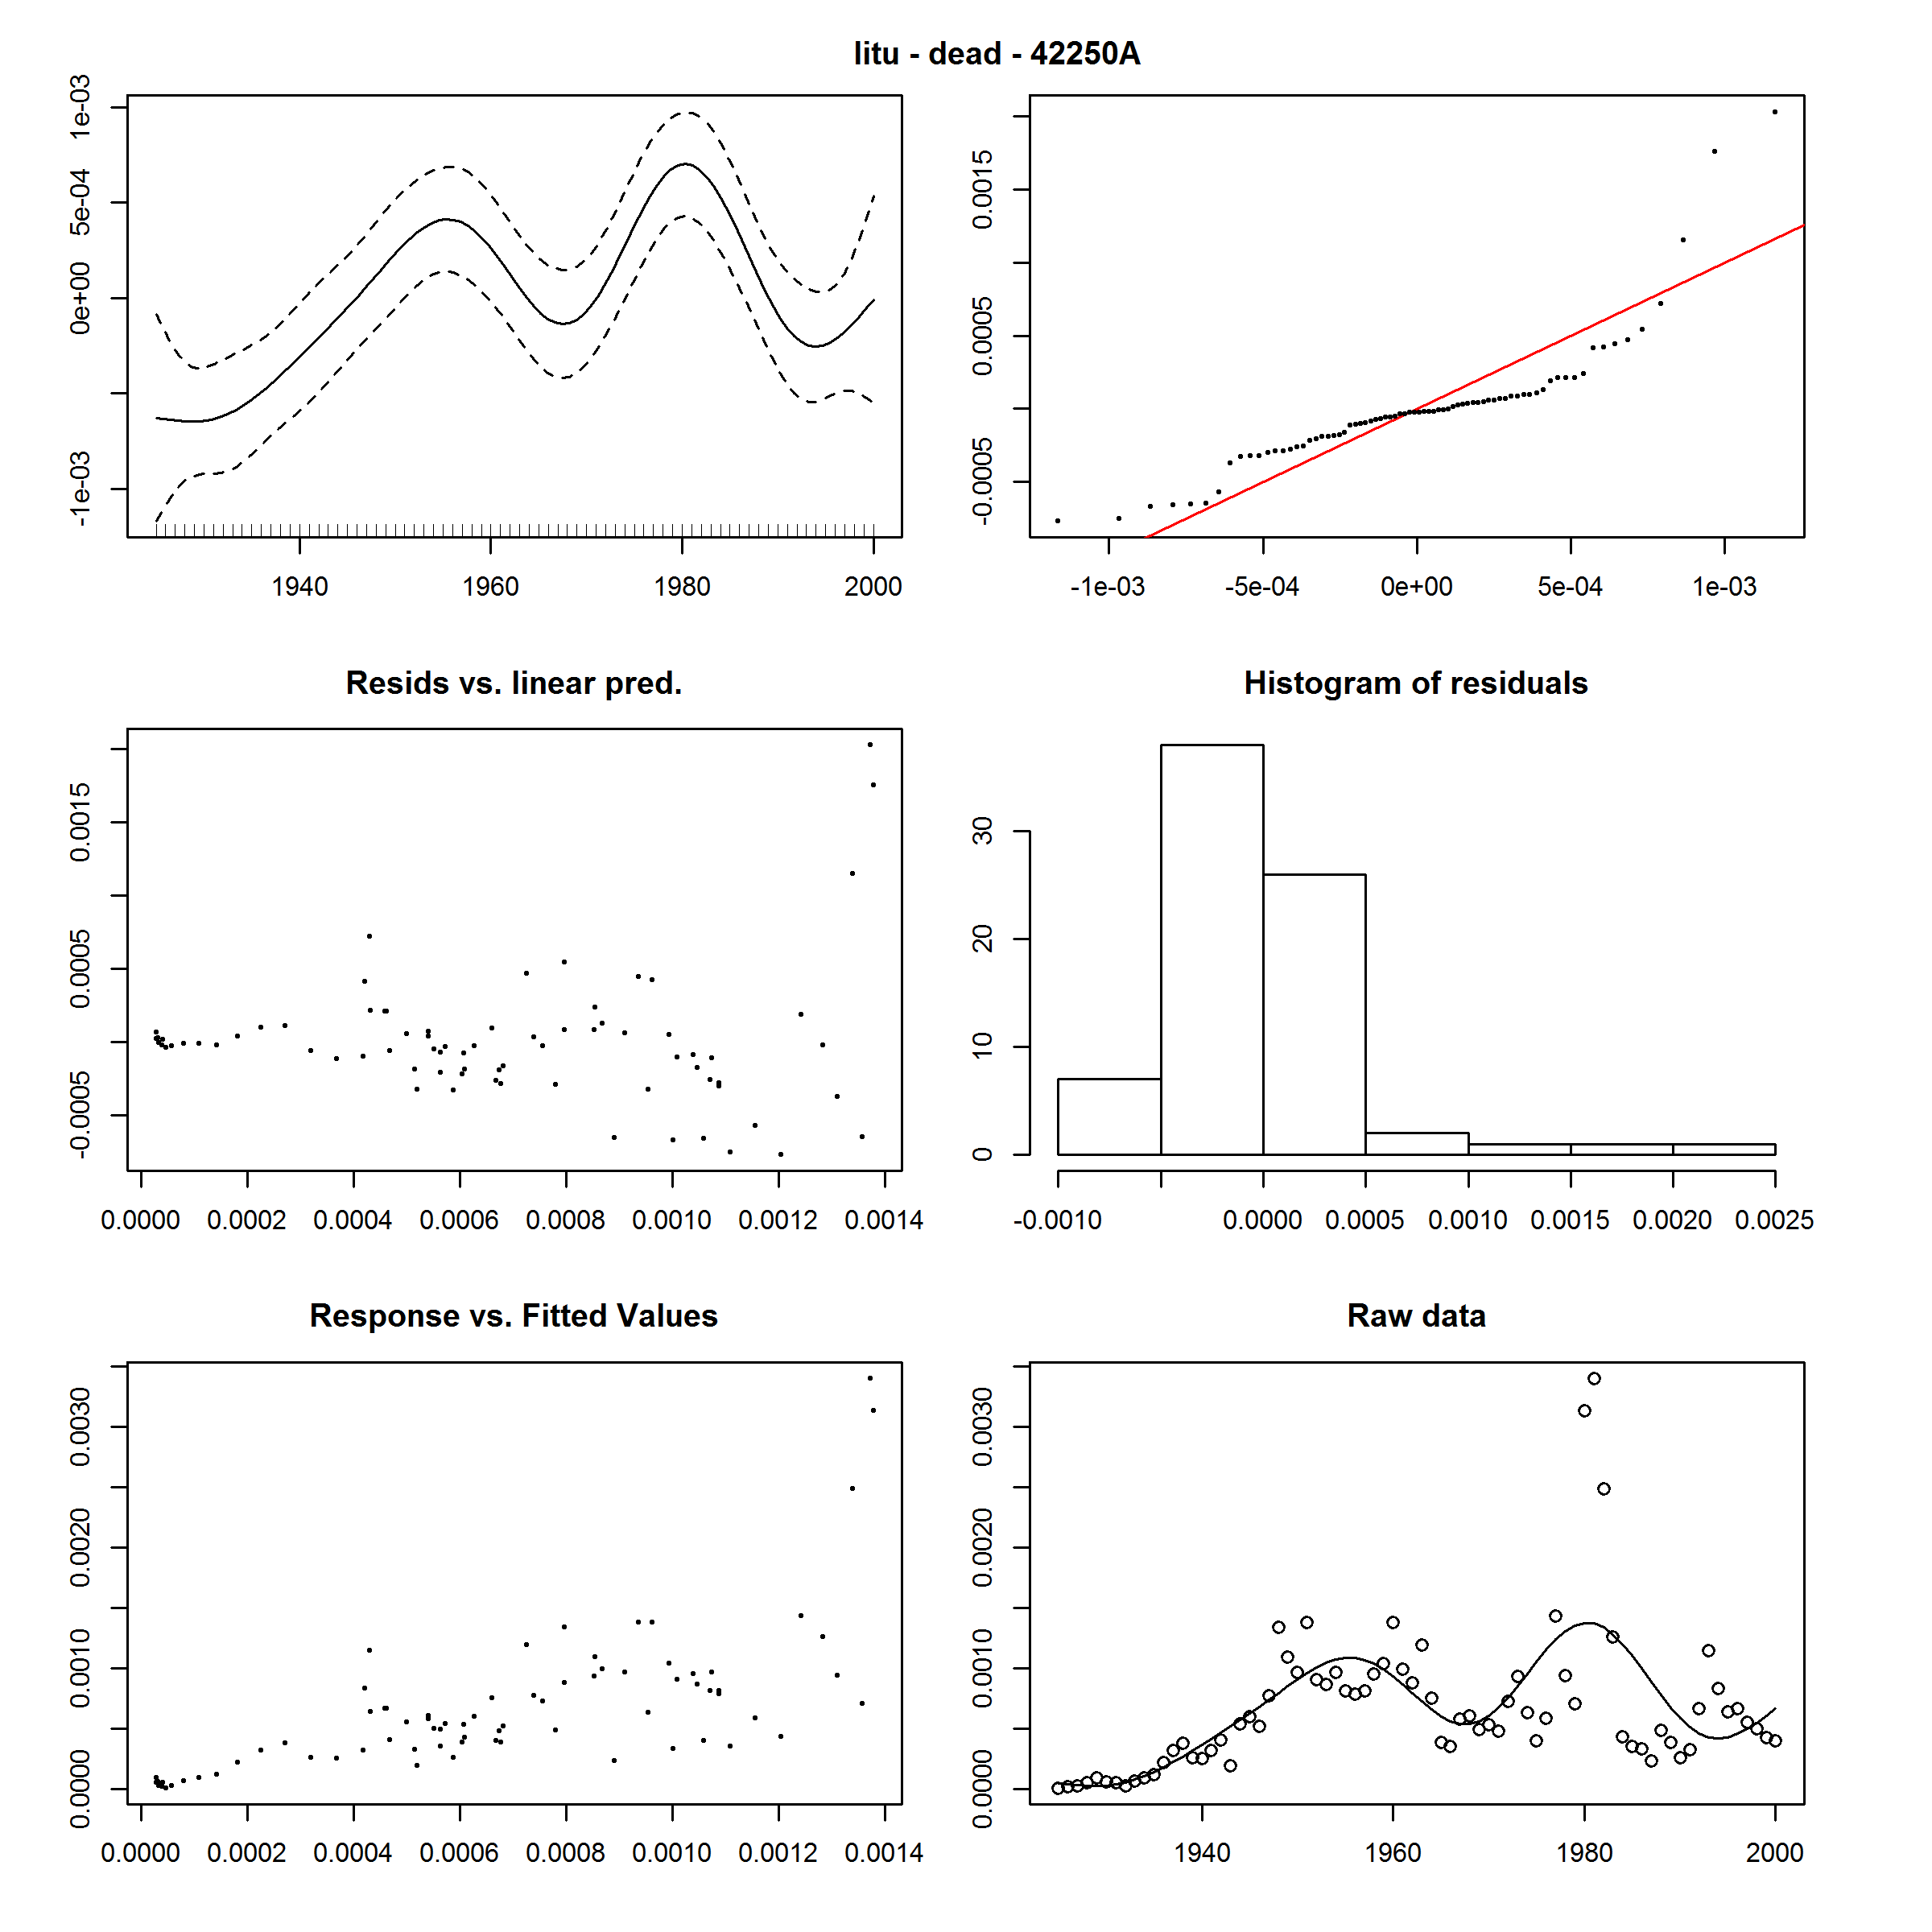 litu - dead - 42250A
1e-03
5e-04
0e+00
-1e-03
1940 1960 1980 2000
0.0015
0.0005
-0.0005
-1e-03 -5e-04 0e+00 5e-04 1e-03
Resids vs. linear pred.
0.0015
0.0005
-0.0005
0.0000 0.0002 0.0004 0.0006 0.0008 0.0010 0.0012 0.0014
Histogram of residuals
30
20
10
0
-0.0010 0.0000 0.0005 0.0010 0.0015 0.0020 0.0025
Response vs. Fitted Values
0.0030
0.0020
0.0010
0.0000
0.0000 0.0002 0.0004 0.0006 0.0008 0.0010 0.0012 0.0014
Raw data
0.0030
0.0020
0.0010
0.0000
1940 1960 1980 2000